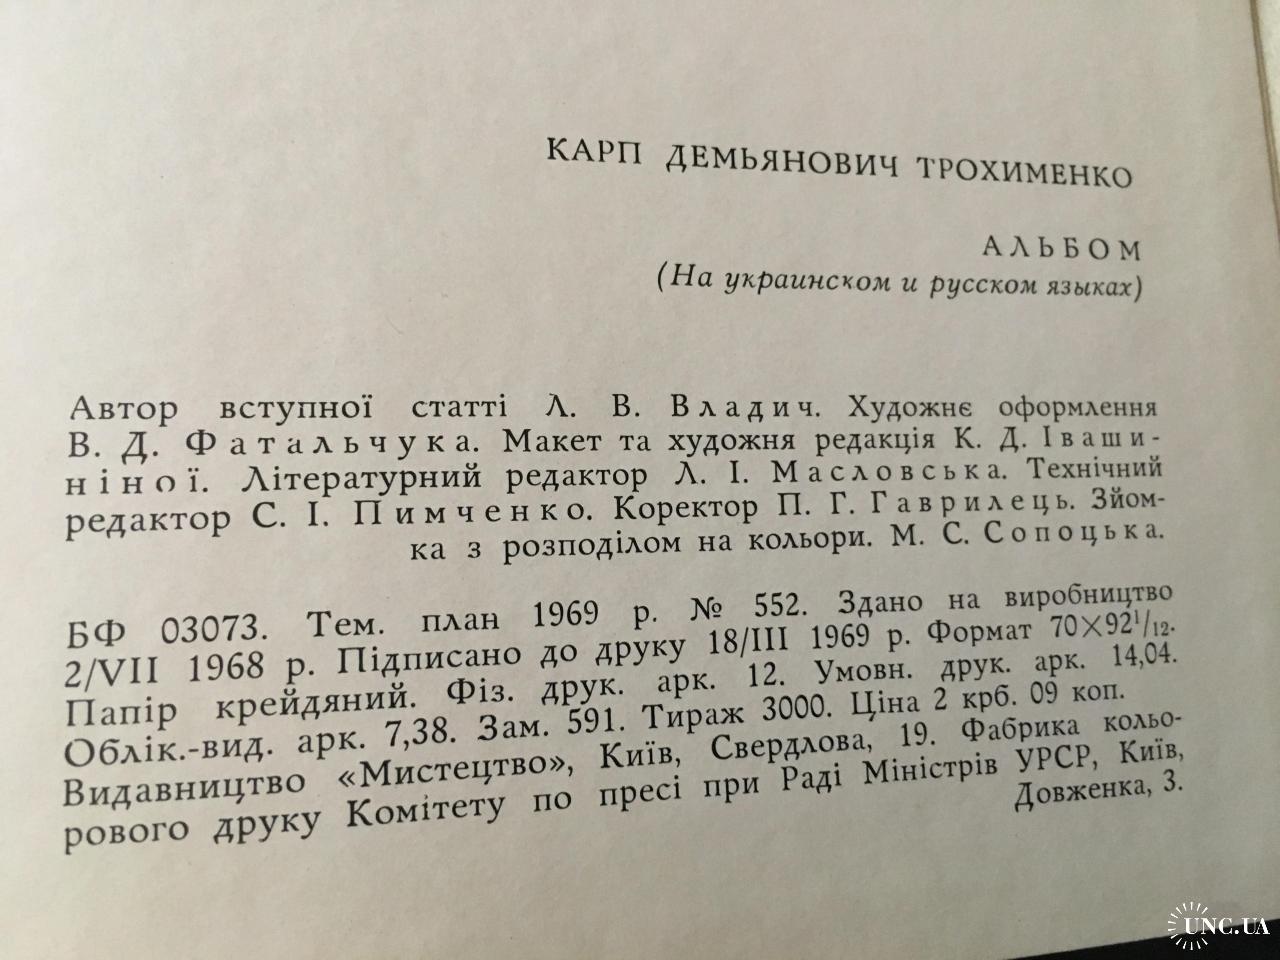 КАРП ДЕМЬЯНОВИЧ ТРОХИМЕНКО
АЛЬБОМ
(На украинском и русском языках)
Автор вступної статті Л. В. Владич. Художнє оформлення
В. Д. Фатальчука. Макет та художня редакція К. Д. Іваши-
ніної. Літературний редактор Л. І. Масловська. Технічний
редактор С. І. Пимченко. Коректор П. Г. Гаврилець. Зйом-
ка з розподілом на кольори. М. С. Сопоцька.
БФ 03073. Тем. план 1969 р. № 552. Здано на виробництво
2/VII 1968 р. Підписано до друку 18/III 1969 р. Формат 70×92¹/₁₂.
Папір крейдяний. Фіз. друк. арк. 12. Умовн. друк. арк. 14,04.
Облік.-вид. арк. 7,38. Зам. 591. Тираж 3000. Ціна 2 крб. 09 коп.
Видавництво «Мистецтво», Київ, Свердлова, 19. Фабрика кольо-
рового друку Комітету по пресі при Раді Міністрів УРСР, Київ,
Довженка, 3.
UNC.UA